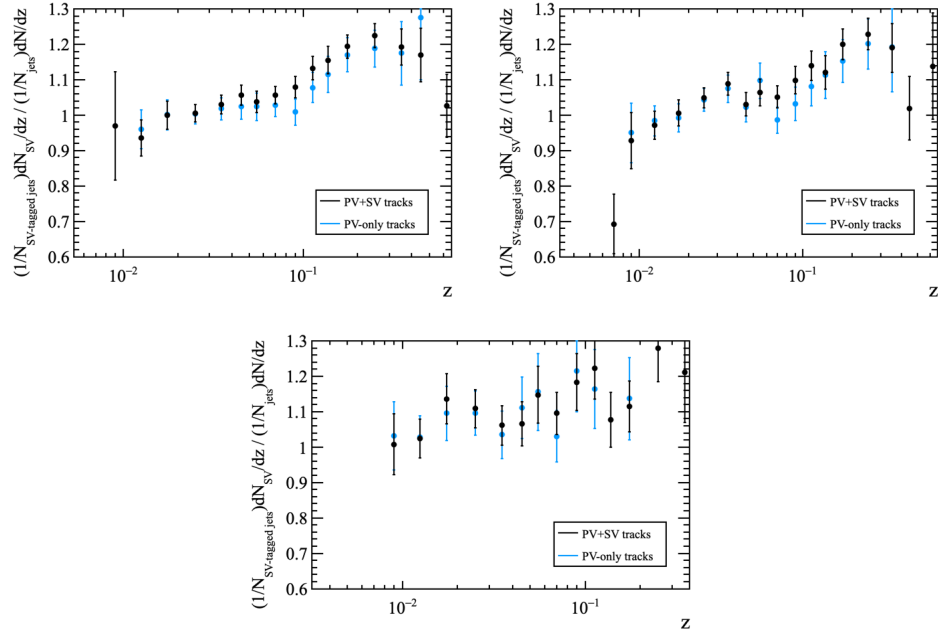 (1/N_SV-tagged jets)dN_SV/dz / (1/N_jets)dN/dz
1.3
1.2
1.1
1
0.9
0.8
0.7
0.6
PV+SV tracks
PV-only tracks
10⁻²
10⁻¹
z
(1/N_SV-tagged jets)dN_SV/dz / (1/N_jets)dN/dz
1.3
1.2
1.1
1
0.9
0.8
0.7
0.6
PV+SV tracks
PV-only tracks
10⁻²
10⁻¹
z
(1/N_SV-tagged jets)dN_SV/dz / (1/N_jets)dN/dz
1.3
1.2
1.1
1
0.9
0.8
0.7
0.6
PV+SV tracks
PV-only tracks
10⁻²
10⁻¹
z